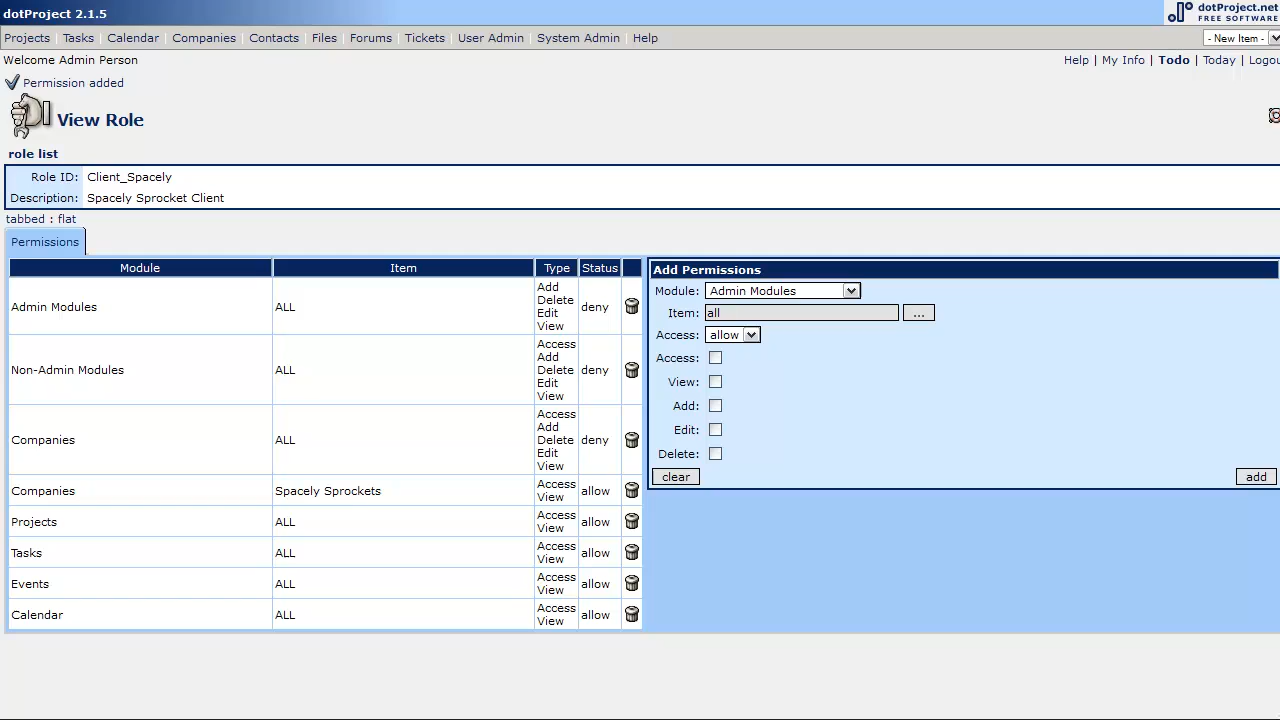 dotProject 2.1.5
dotProject.net
FREE SOFTWARE
Projects Tasks Calendar Companies Contacts Files Forums Tickets User Admin System Admin Help
- New Item -
Welcome Admin Person
Help | My Info | Todo | Today | Logou
Permission added
View Role
role list
Role ID: Client_Spacely
Description: Spacely Sprocket Client
tabbed : flat
Permissions
Module Item Type Status
Admin Modules ALL Add Delete Edit View deny
Non-Admin Modules ALL Access Add Delete Edit View deny
Companies ALL Access Add Delete Edit View deny
Companies Spacely Sprockets Access View allow
Projects ALL Access View allow
Tasks ALL Access View allow
Events ALL Access View allow
Calendar ALL Access View allow
Add Permissions
Module: Admin Modules
Item: all ...
Access: allow
Access:
View:
Add:
Edit:
Delete:
clear add